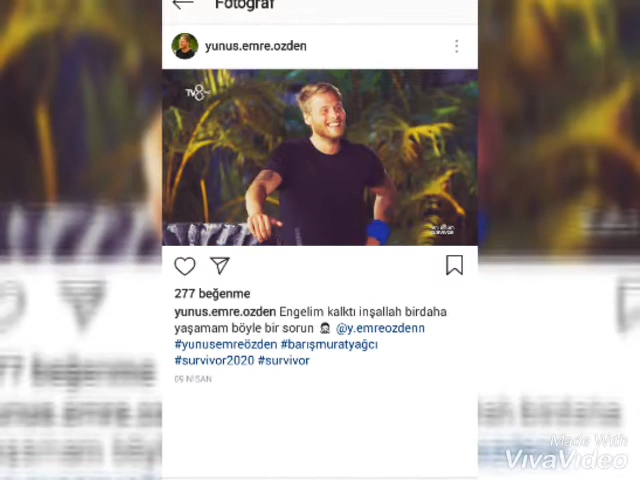 Fotoğraf
yunus.emre.ozden
TV8
277 beğenme
yunus.emre.ozden Engelim kalktı inşallah birdaha
yaşamam böyle bir sorun @y.emreozdenn
#yunusemreözden #barışmuratyağcı
#survivor2020 #survivor
09 NİSAN
Made With
VivaVideo